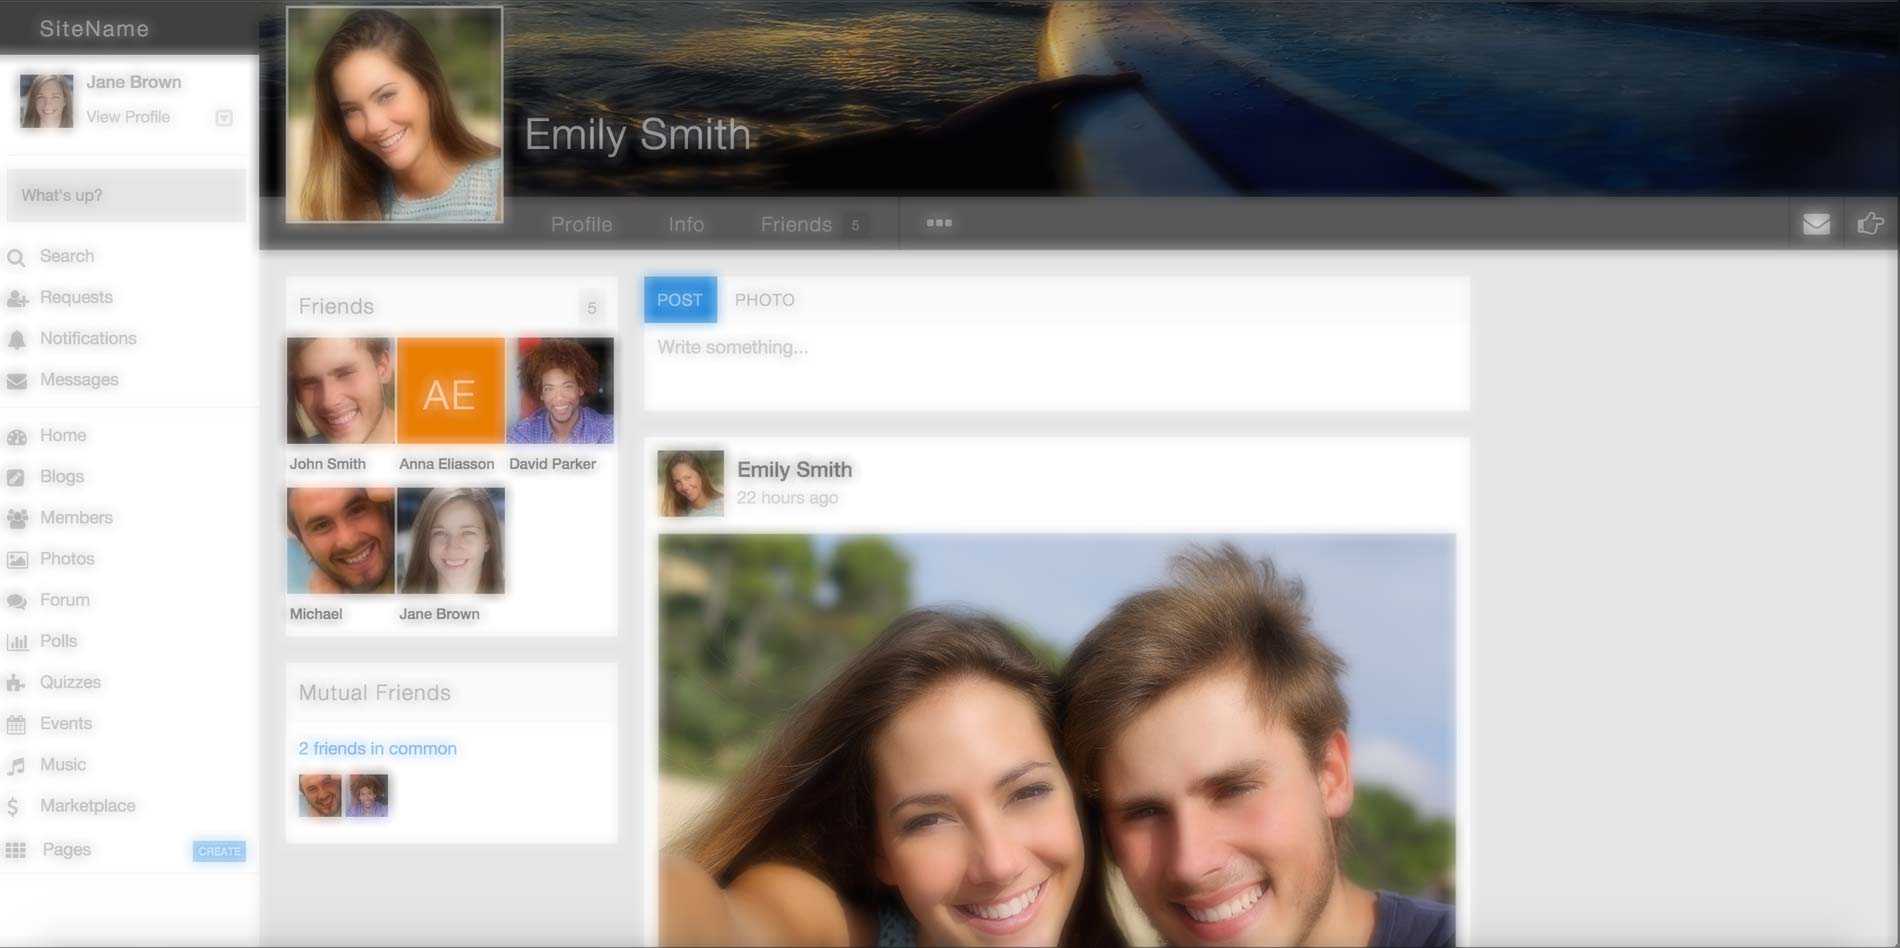 SiteName
Jane Brown
View Profile
What's up?
Search
Requests
Notifications
Messages
Home
Blogs
Members
Photos
Forum
Polls
Quizzes
Events
Music
Marketplace
Pages CREATE
Emily Smith
Profile Info Friends 5
Friends 5
AE
John Smith Anna Eliasson David Parker
Michael Jane Brown
Mutual Friends
2 friends in common
POST PHOTO
Write something...
Emily Smith
22 hours ago